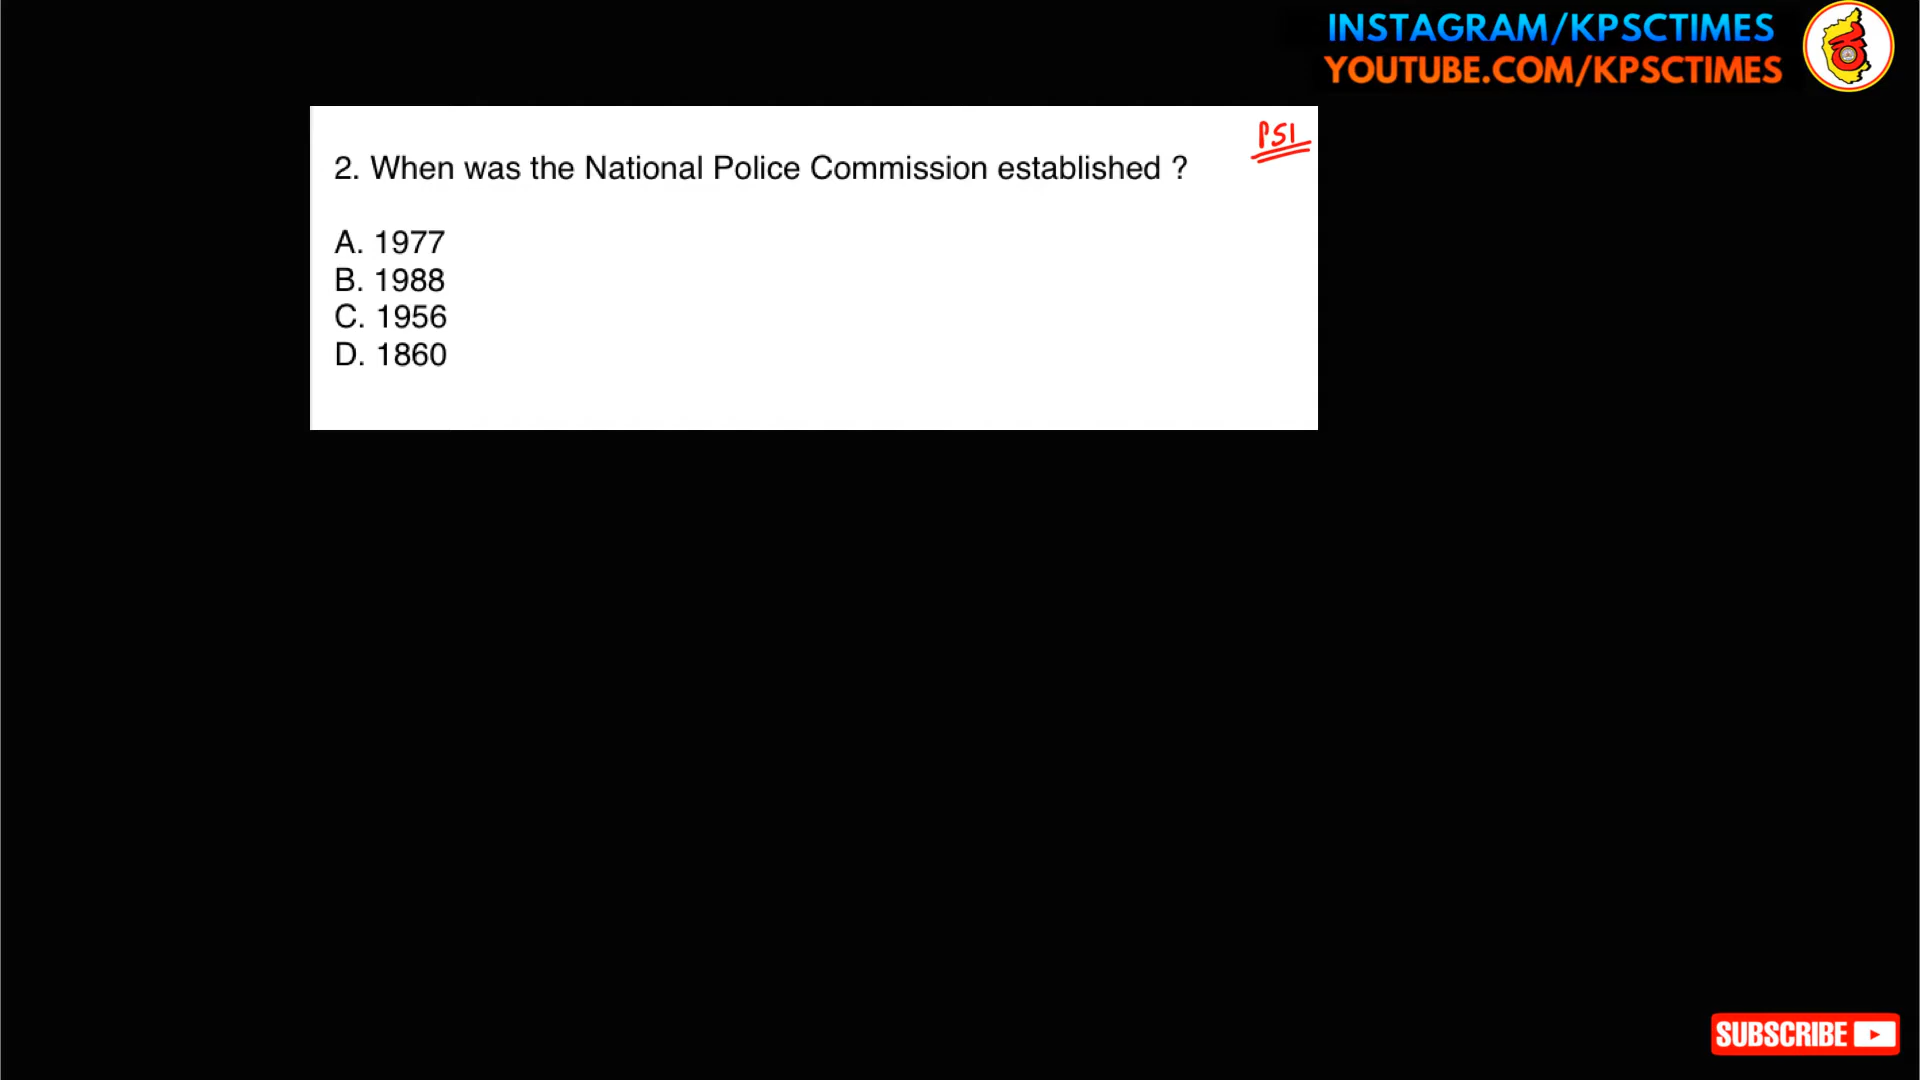 INSTAGRAM/KPSCTIMES
YOUTUBE.COM/KPSCTIMES
PSI
2. When was the National Police Commission established ?
A. 1977
B. 1988
C. 1956
D. 1860
SUBSCRIBE